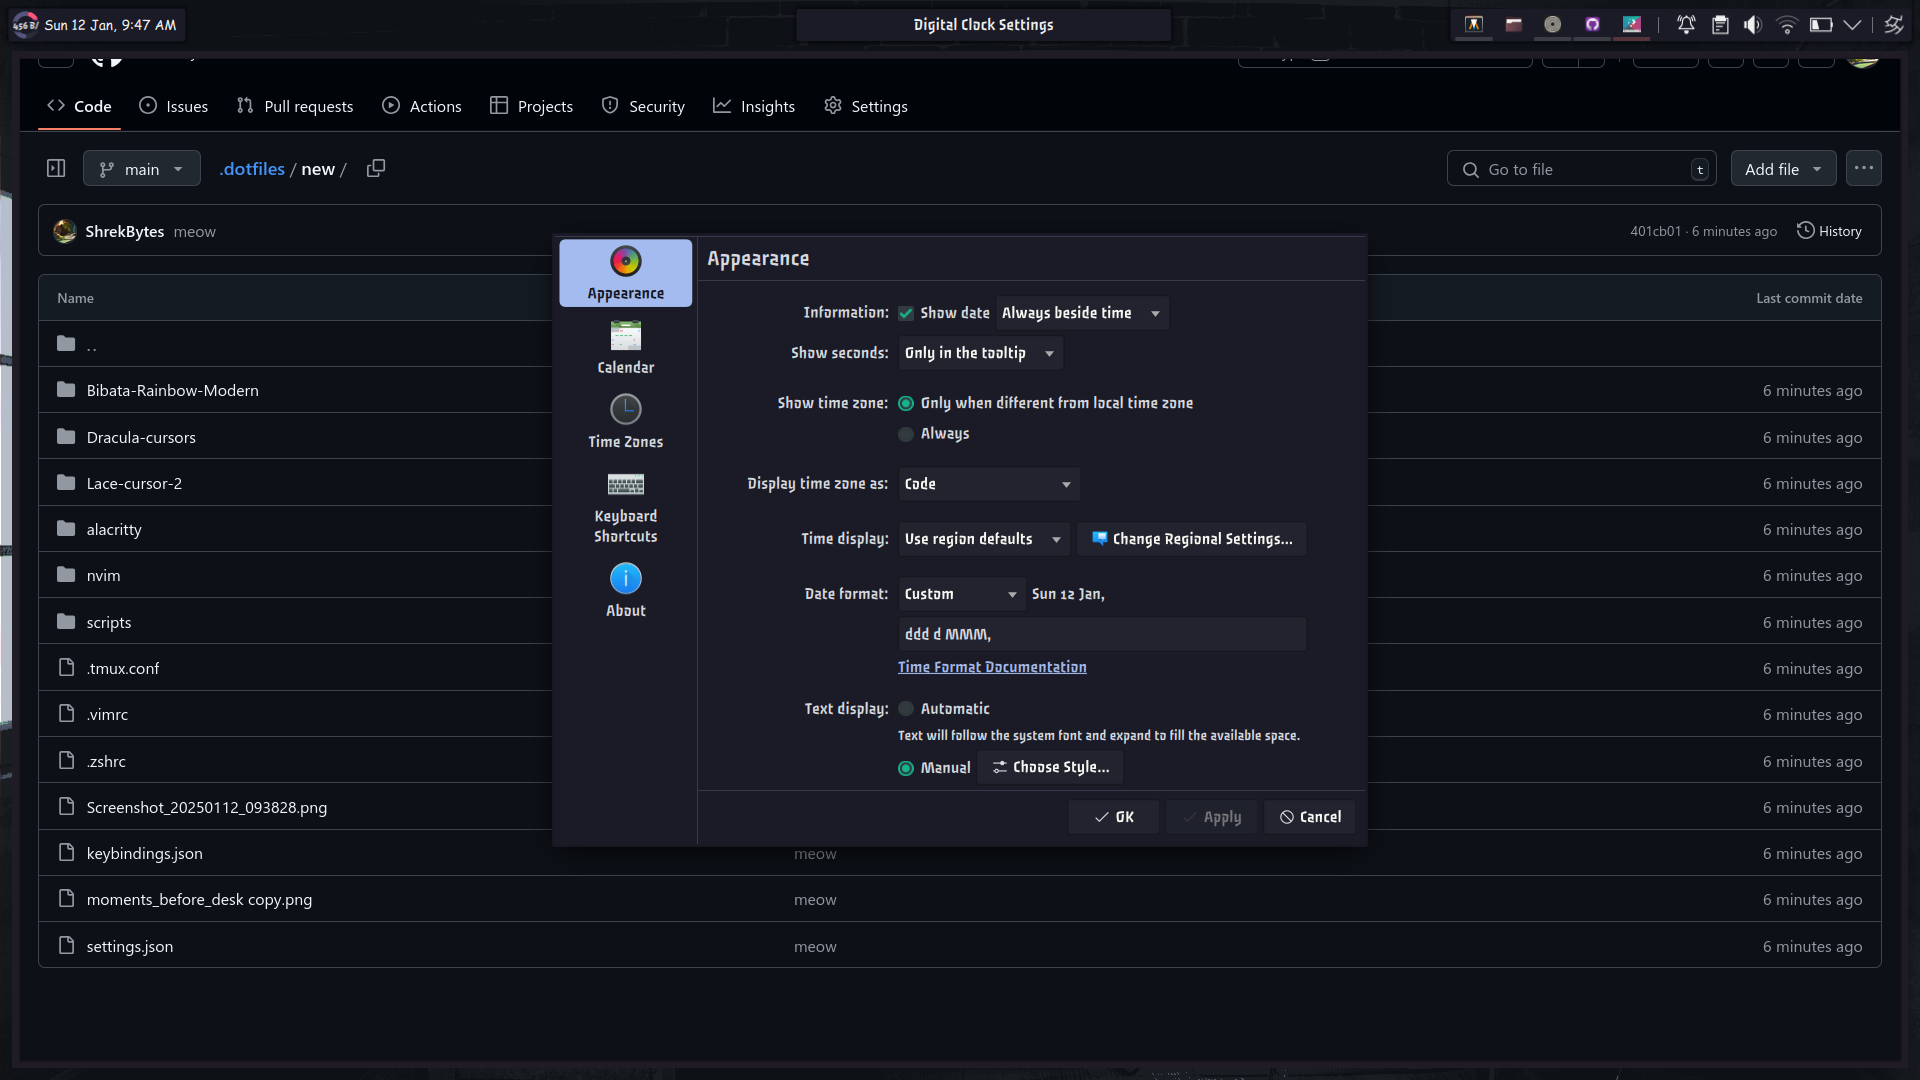 456 B/ Sun 12 Jan, 9:47 AM
Digital Clock Settings
Code Issues Pull requests Actions Projects Security Insights Settings
main .dotfiles / new /
Go to file t Add file
ShrekBytes meow
401cb01 · 6 minutes ago History
Name
Last commit date
..
Bibata-Rainbow-Modern
6 minutes ago
Dracula-cursors
6 minutes ago
Lace-cursor-2
6 minutes ago
alacritty
6 minutes ago
nvim
6 minutes ago
scripts
6 minutes ago
.tmux.conf
6 minutes ago
.vimrc
6 minutes ago
.zshrc
6 minutes ago
Screenshot_20250112_093828.png
6 minutes ago
keybindings.json meow 6 minutes ago
moments_before_desk copy.png meow 6 minutes ago
settings.json meow 6 minutes ago
Appearance
Calendar
Time Zones
Keyboard
Shortcuts
About
Appearance
Information: Show date Always beside time
Show seconds: Only in the tooltip
Show time zone: Only when different from local time zone
Always
Display time zone as: Code
Time display: Use region defaults Change Regional Settings...
Date format: Custom Sun 12 Jan,
ddd d MMM,
Time Format Documentation
Text display: Automatic
Text will follow the system font and expand to fill the available space.
Manual Choose Style...
OK Apply Cancel